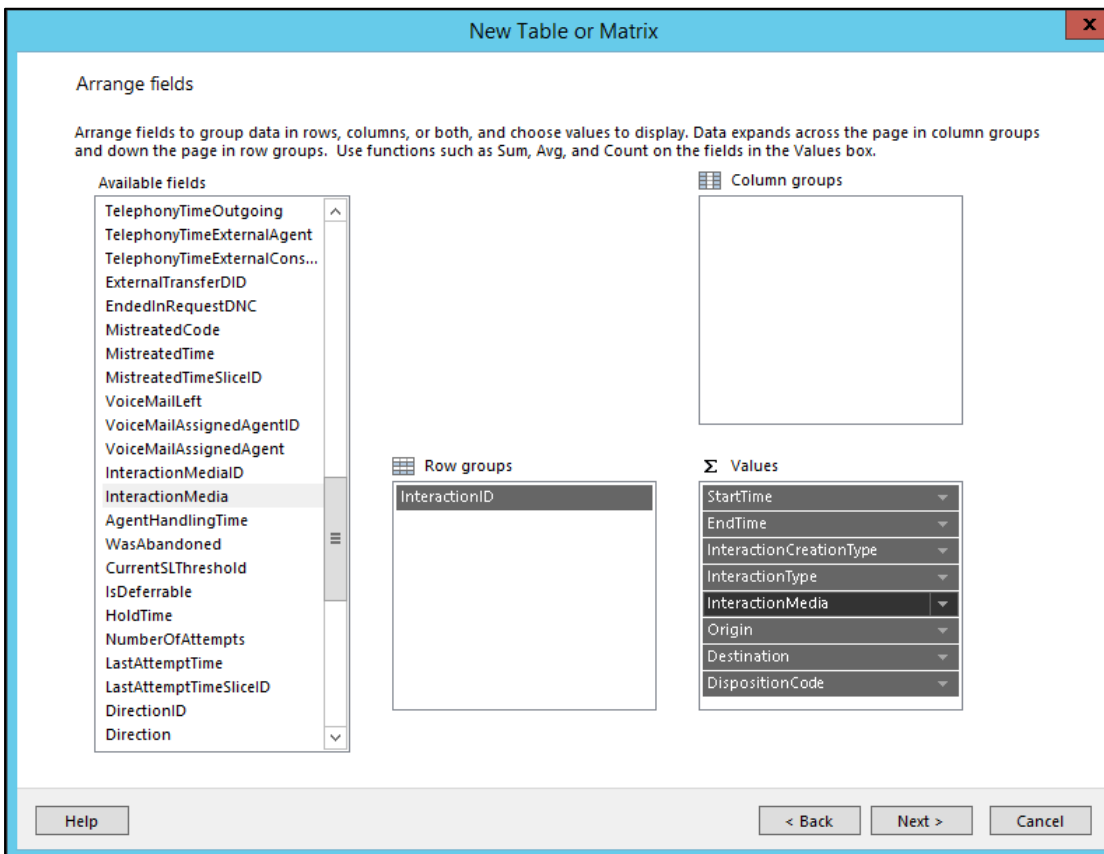 New Table or Matrix
x
Arrange fields
Arrange fields to group data in rows, columns, or both, and choose values to display. Data expands across the page in column groups
and down the page in row groups. Use functions such as Sum, Avg, and Count on the fields in the Values box.
Available fields
TelephonyTimeOutgoing
TelephonyTimeExternalAgent
TelephonyTimeExternalCons...
ExternalTransferDID
EndedInRequestDNC
MistreatedCode
MistreatedTime
MistreatedTimeSliceID
VoiceMailLeft
VoiceMailAssignedAgentID
VoiceMailAssignedAgent
InteractionMediaID
InteractionMedia
AgentHandlingTime
WasAbandoned
CurrentSLThreshold
IsDeferrable
HoldTime
NumberOfAttempts
LastAttemptTime
LastAttemptTimeSliceID
DirectionID
Direction
Column groups
Row groups
InteractionID
Σ Values
StartTime
EndTime
InteractionCreationType
InteractionType
InteractionMedia
Origin
Destination
DispositionCode
Help
< Back
Next >
Cancel